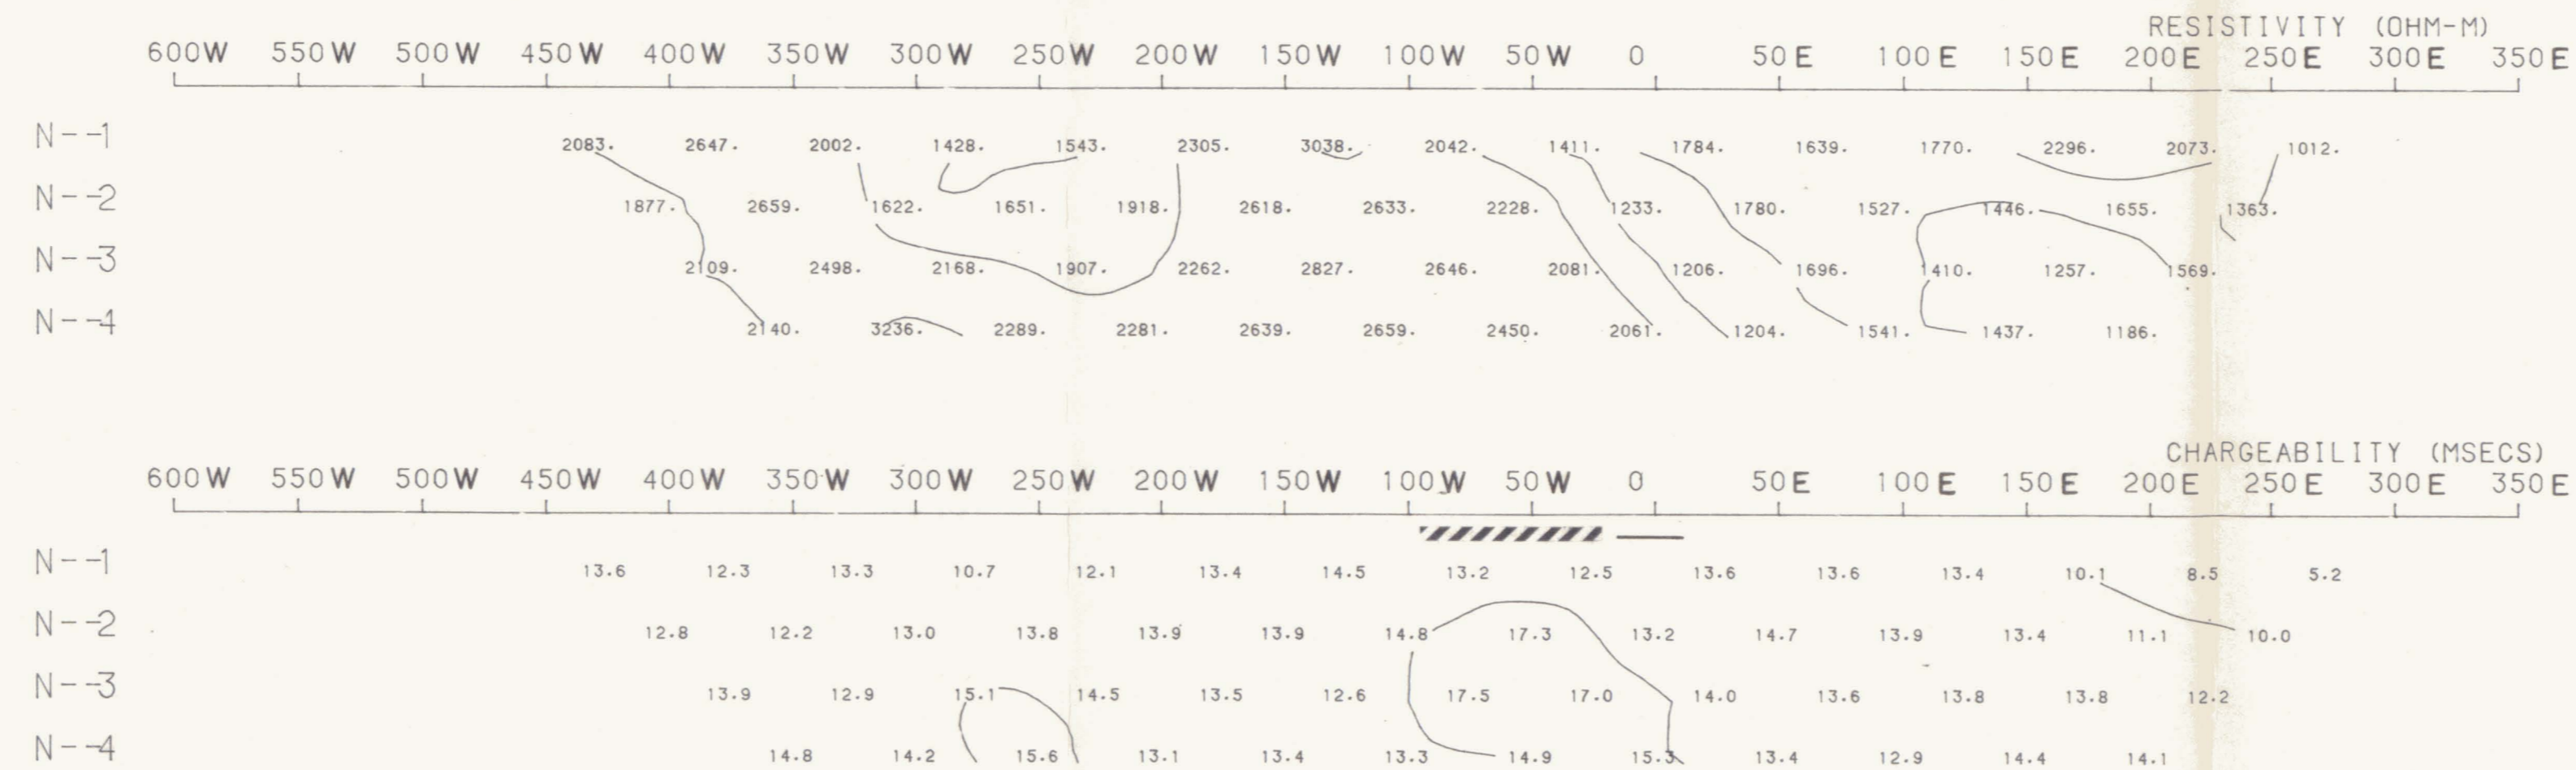 RESISTIVITY (OHM-M)
600W 550W 500W 450W 400W 350W 300W 250W 200W 150W 100W 50W 0 50E 100E 150E 200E 250E 300E 350E
N--1 2083. 2647. 2002. 1428. 1543. 2305. 3038. 2042. 1411. 1784. 1639. 1770. 2296. 2073. 1012.
N--2 1877. 2659. 1622. 1651. 1918. 2618. 2633. 2228. 1233. 1780. 1527. 1446. 1655. 1363.
N--3 2109. 2498. 2168. 1907. 2262. 2827. 2646. 2081. 1206. 1696. 1410. 1257. 1569.
N--4 2140. 3236. 2289. 2281. 2639. 2659. 2450. 2061. 1204. 1541. 1437. 1186.
CHARGEABILITY (MSECS)
600W 550W 500W 450W 400W 350W 300W 250W 200W 150W 100W 50W 0 50E 100E 150E 200E 250E 300E 350E
N--1 13.6 12.3 13.3 10.7 12.1 13.4 14.5 13.2 12.5 13.6 13.6 13.4 10.1 8.5 5.2
N--2 12.8 12.2 13.0 13.8 13.9 13.9 14.8 17.3 13.2 14.7 13.9 13.4 11.1 10.0
N--3 13.9 12.9 15.1 14.5 13.5 12.6 17.5 17.0 14.0 13.6 13.8 13.8 12.2
N--4 14.8 14.2 15.6 13.1 13.4 13.3 14.9 15.3 13.4 12.9 14.4 14.1